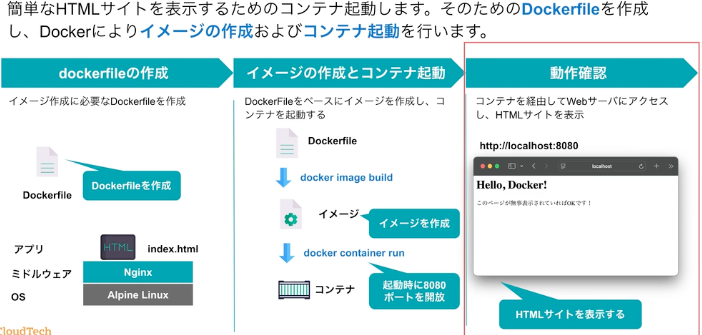 簡単なHTMLサイトを表示するためのコンテナ起動します。そのためのDockerfileを作成
し、Dockerによりイメージの作成およびコンテナ起動を行います。
dockerfileの作成
イメージ作成に必要なDockerfileを作成
Dockerfile
Dockerfileを作成
アプリ
HTML
index.html
ミドルウェア
Nginx
OS
Alpine Linux
イメージの作成とコンテナ起動
DockerFileをベースにイメージを作成し、コ
ンテナを起動する
Dockerfile
docker image build
イメージ
イメージを作成
docker container run
コンテナ
起動時に8080
ポートを開放
動作確認
コンテナを経由してWebサーバにアクセス
し、HTMLサイトを表示
http://localhost:8080
localhost
Hello, Docker!
このページが無事表示されていればOKです！
HTMLサイトを表示する
CloudTech